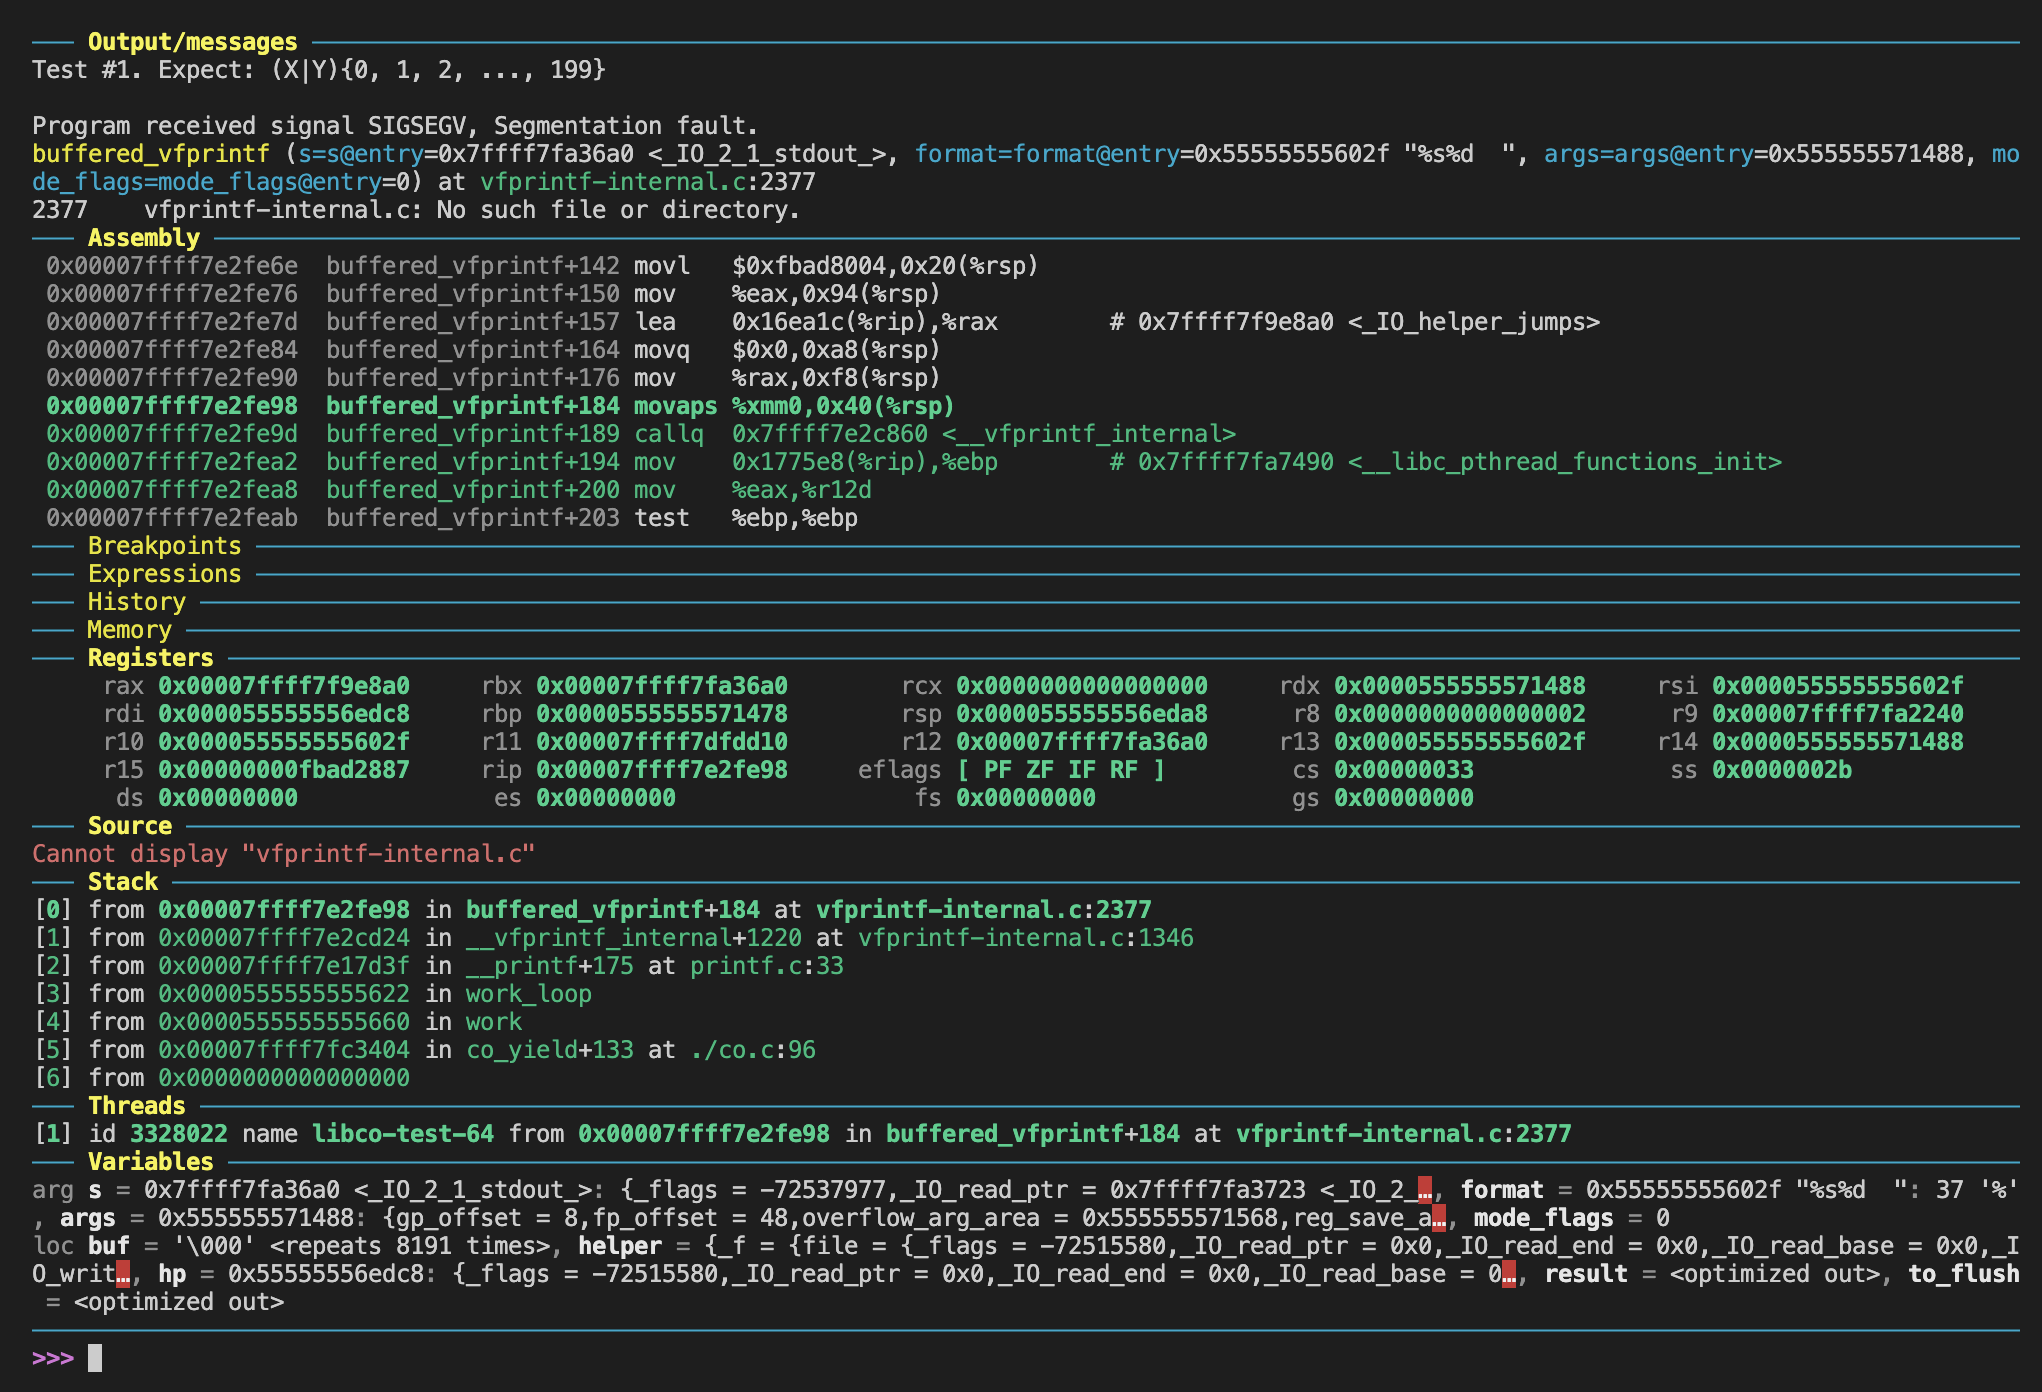 Output/messages
Test #1. Expect: (X|Y){0, 1, 2, ..., 199}
Program received signal SIGSEGV, Segmentation fault.
buffered_vfprintf (s=s@entry=0x7ffff7fa36a0 <_IO_2_1_stdout_>, format=format@entry=0x55555555602f "%s%d  ", args=args@entry=0x555555571488, mo
de_flags=mode_flags@entry=0) at vfprintf-internal.c:2377
2377    vfprintf-internal.c: No such file or directory.
Assembly
0x00007ffff7e2fe6e  buffered_vfprintf+142 movl   $0xfbad8004,0x20(%rsp)
0x00007ffff7e2fe76  buffered_vfprintf+150 mov    %eax,0x94(%rsp)
0x00007ffff7e2fe7d  buffered_vfprintf+157 lea    0x16ea1c(%rip),%rax        # 0x7ffff7f9e8a0 <_IO_helper_jumps>
0x00007ffff7e2fe84  buffered_vfprintf+164 movq   $0x0,0xa8(%rsp)
0x00007ffff7e2fe90  buffered_vfprintf+176 mov    %rax,0xf8(%rsp)
0x00007ffff7e2fe98  buffered_vfprintf+184 movaps %xmm0,0x40(%rsp)
0x00007ffff7e2fe9d  buffered_vfprintf+189 callq  0x7ffff7e2c860 <__vfprintf_internal>
0x00007ffff7e2fea2  buffered_vfprintf+194 mov    0x1775e8(%rip),%ebp        # 0x7ffff7fa7490 <__libc_pthread_functions_init>
0x00007ffff7e2fea8  buffered_vfprintf+200 mov    %eax,%r12d
0x00007ffff7e2feab  buffered_vfprintf+203 test   %ebp,%ebp
Breakpoints
Expressions
History
Memory
Registers
rax 0x00007ffff7f9e8a0     rbx 0x00007ffff7fa36a0        rcx 0x0000000000000000     rdx 0x0000555555571488     rsi 0x000055555555602f
rdi 0x000055555556edc8     rbp 0x0000555555571478        rsp 0x000055555556eda8      r8 0x0000000000000002      r9 0x00007ffff7fa2240
r10 0x000055555555602f     r11 0x00007ffff7dfdd10        r12 0x00007ffff7fa36a0     r13 0x000055555555602f     r14 0x0000555555571488
r15 0x00000000fbad2887     rip 0x00007ffff7e2fe98     eflags [ PF ZF IF RF ]        cs 0x00000033              ss 0x0000002b
ds 0x00000000              es 0x00000000                 fs 0x00000000              gs 0x00000000
Source
Cannot display "vfprintf-internal.c"
Stack
[0] from 0x00007ffff7e2fe98 in buffered_vfprintf+184 at vfprintf-internal.c:2377
[1] from 0x00007ffff7e2cd24 in __vfprintf_internal+1220 at vfprintf-internal.c:1346
[2] from 0x00007ffff7e17d3f in __printf+175 at printf.c:33
[3] from 0x0000555555555622 in work_loop
[4] from 0x0000555555555660 in work
[5] from 0x00007ffff7fc3404 in co_yield+133 at ./co.c:96
[6] from 0x0000000000000000
Threads
[1] id 3328022 name libco-test-64 from 0x00007ffff7e2fe98 in buffered_vfprintf+184 at vfprintf-internal.c:2377
Variables
arg s = 0x7ffff7fa36a0 <_IO_2_1_stdout_>: {_flags = -72537977,_IO_read_ptr = 0x7ffff7fa3723 <_IO_2_…, format = 0x55555555602f "%s%d  ": 37 '%'
, args = 0x555555571488: {gp_offset = 8,fp_offset = 48,overflow_arg_area = 0x555555571568,reg_save_a…, mode_flags = 0
loc buf = '\000' <repeats 8191 times>, helper = {_f = {file = {_flags = -72515580,_IO_read_ptr = 0x0,_IO_read_end = 0x0,_IO_read_base = 0x0,_I
O_writ…, hp = 0x55555556edc8: {_flags = -72515580,_IO_read_ptr = 0x0,_IO_read_end = 0x0,_IO_read_base = 0…, result = <optimized out>, to_flush
= <optimized out>
>>>